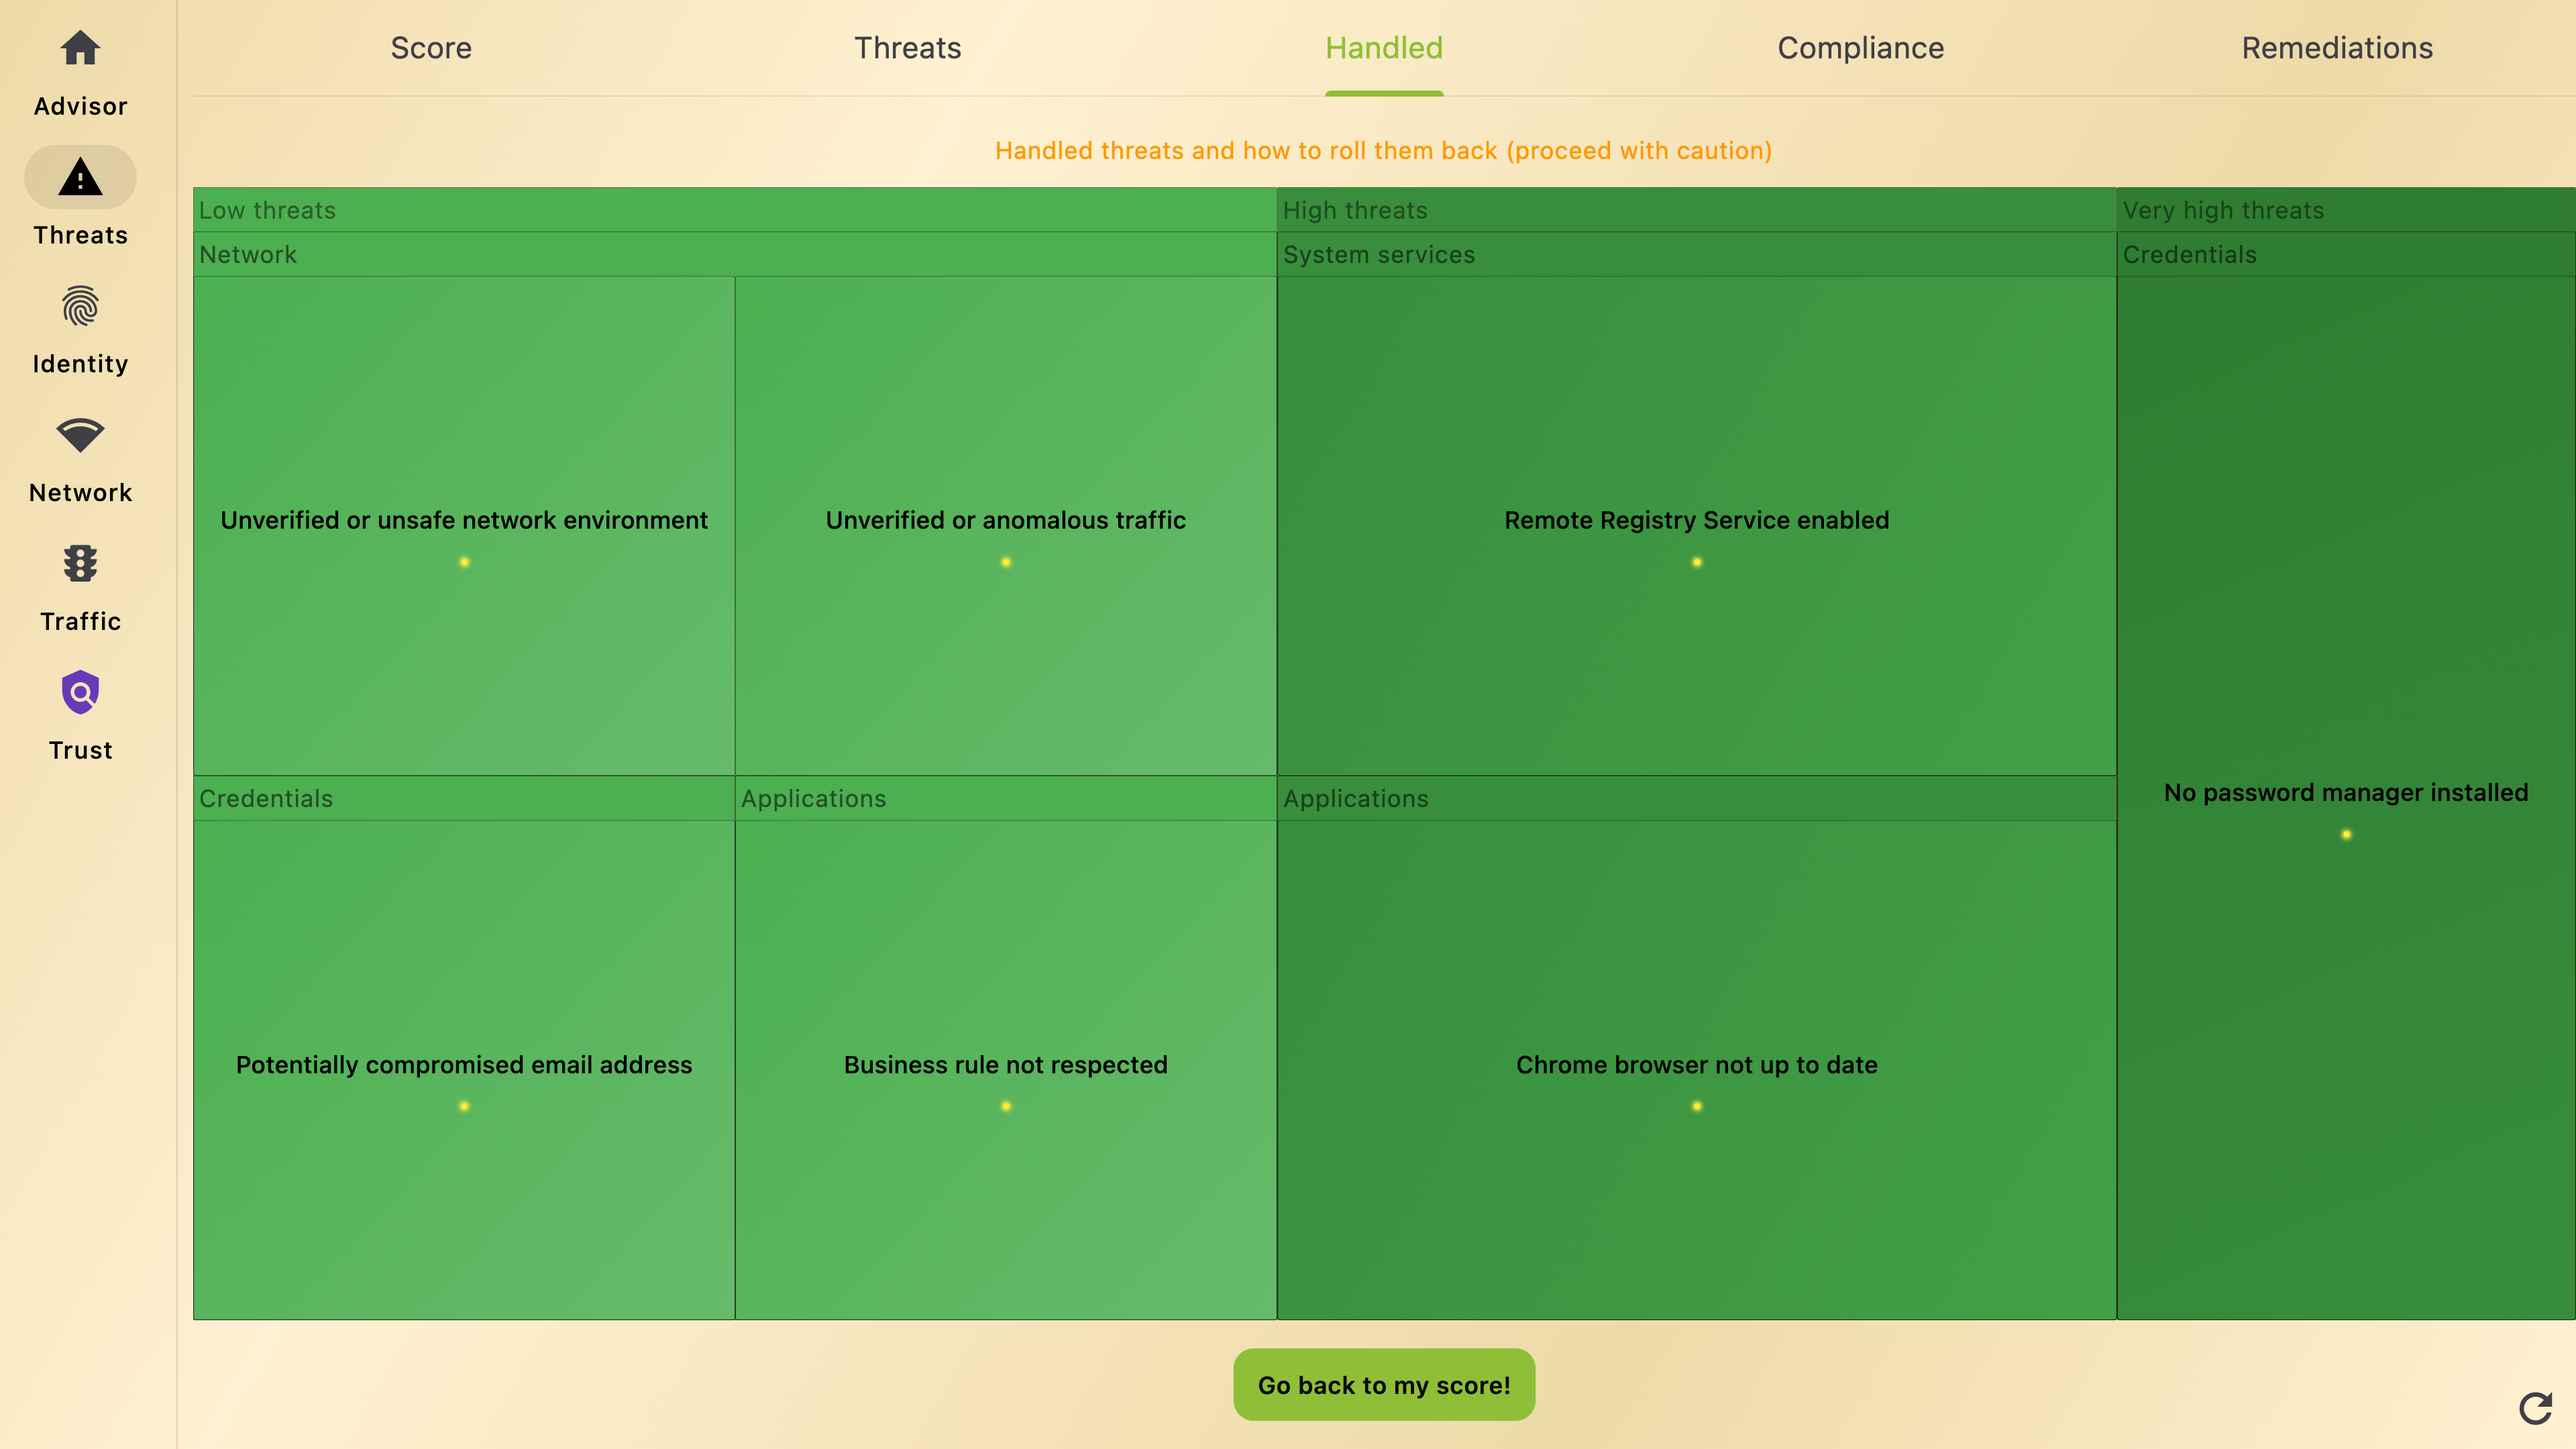 Advisor
Threats
Identity
Network
Traffic
Trust
Score
Threats
Handled
Compliance
Remediations
Handled threats and how to roll them back (proceed with caution)
Low threats
Network
Unverified or unsafe network environment
Unverified or anomalous traffic
Credentials
Potentially compromised email address
Applications
Business rule not respected
High threats
System services
Remote Registry Service enabled
Applications
Chrome browser not up to date
Very high threats
Credentials
No password manager installed
Go back to my score!